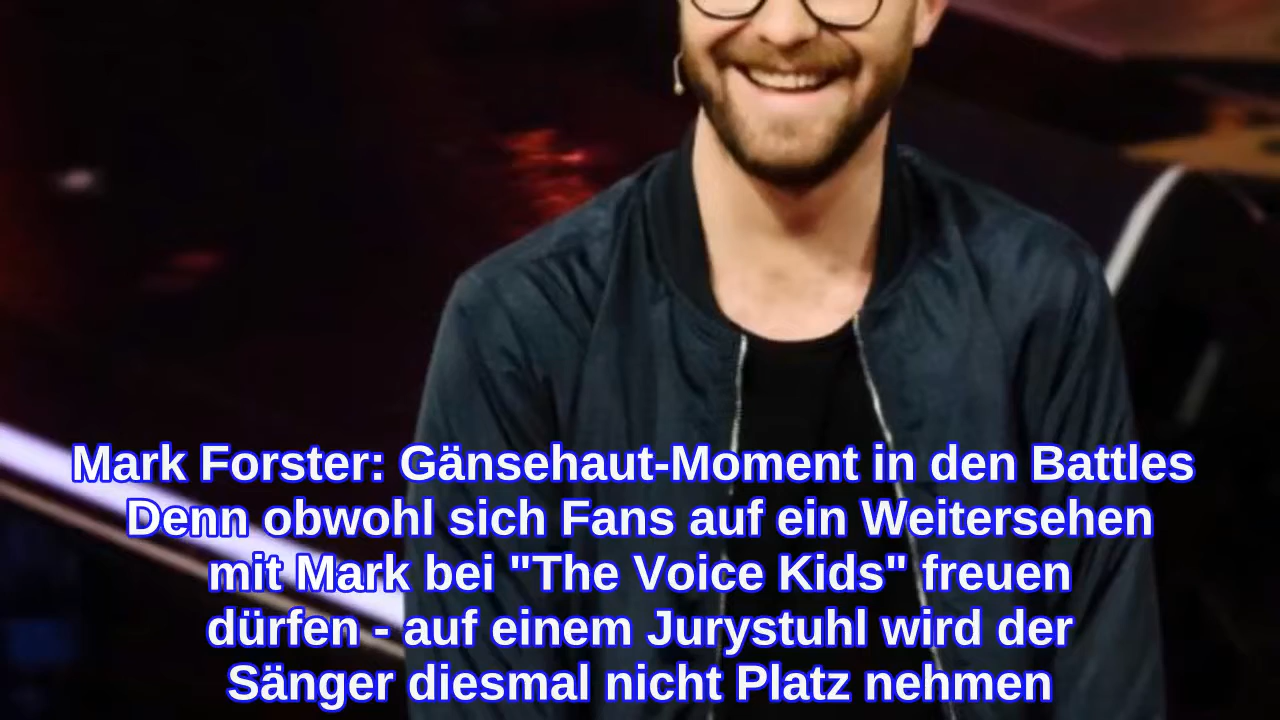 Mark Forster: Gänsehaut-Moment in den Battles
Denn obwohl sich Fans auf ein Weitersehen
mit Mark bei "The Voice Kids" freuen
dürfen - auf einem Jurystuhl wird der
Sänger diesmal nicht Platz nehmen